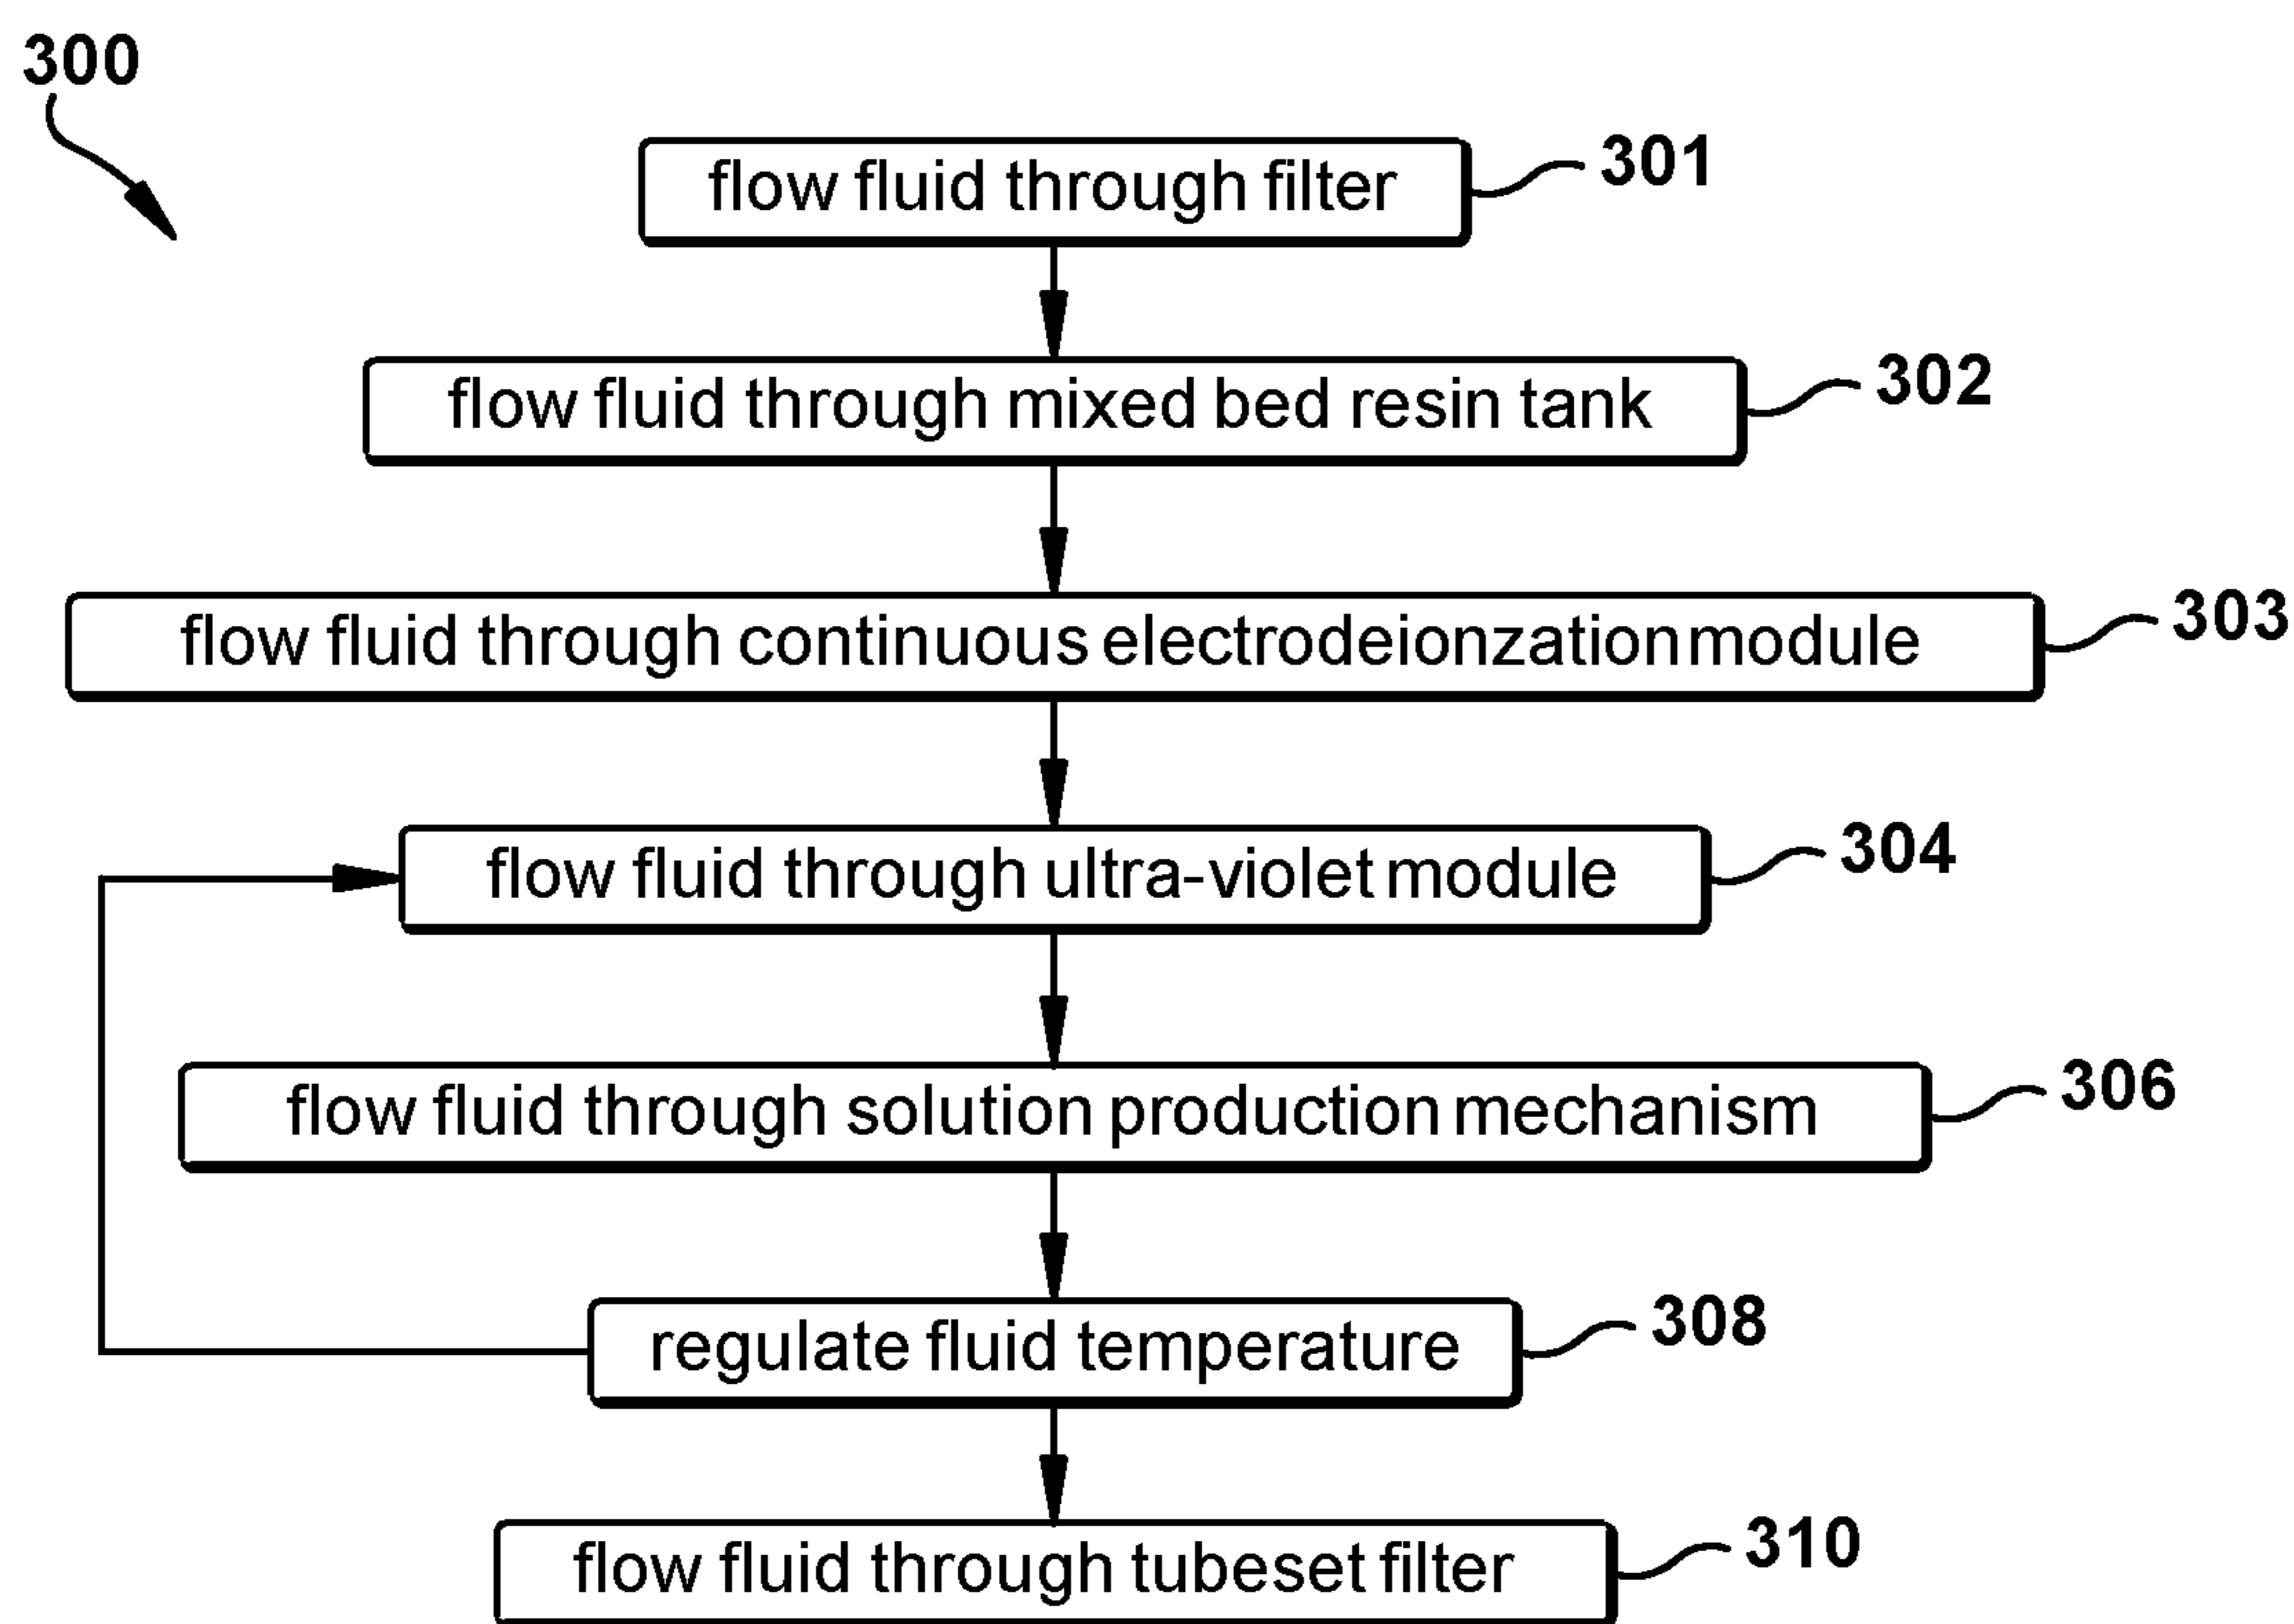 300
flow fluid through filter 301
flow fluid through mixed bed resin tank 302
flow fluid through continuous electrodeionzation module 303
flow fluid through ultra-violet module 304
flow fluid through solution production mechanism 306
regulate fluid temperature 308
flow fluid through tubeset filter 310